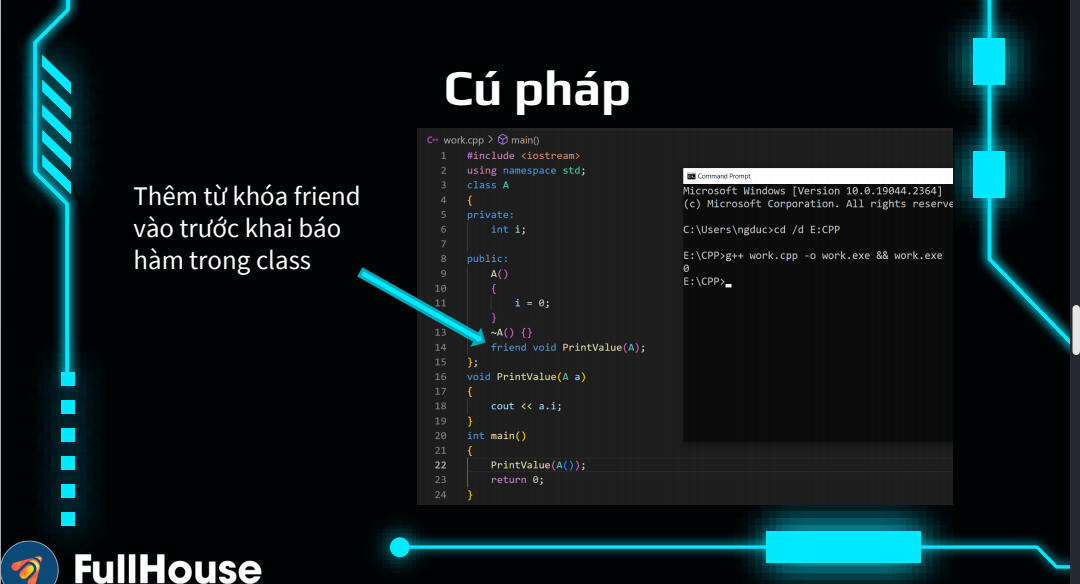 Cú pháp
Thêm từ khóa friend
vào trước khai báo
hàm trong class
C++ work.cpp > main()
1 #include <iostream>
2 using namespace std;
3 class A
4 {
5 private:
6 int i;
7
8 public:
9 A()
10 {
11 i = 0;
12 }
13 ~A() {}
14 friend void PrintValue(A);
15 };
16 void PrintValue(A a)
17 {
18 cout << a.i;
19 }
20 int main()
21 {
22 PrintValue(A());
23 return 0;
24 }
Command Prompt
Microsoft Windows [Version 10.0.19044.2364]
(c) Microsoft Corporation. All rights reserve
C:\Users\ngduc>cd /d E:CPP
E:\CPP>g++ work.cpp -o work.exe && work.exe
0
E:\CPP>
FullHouse